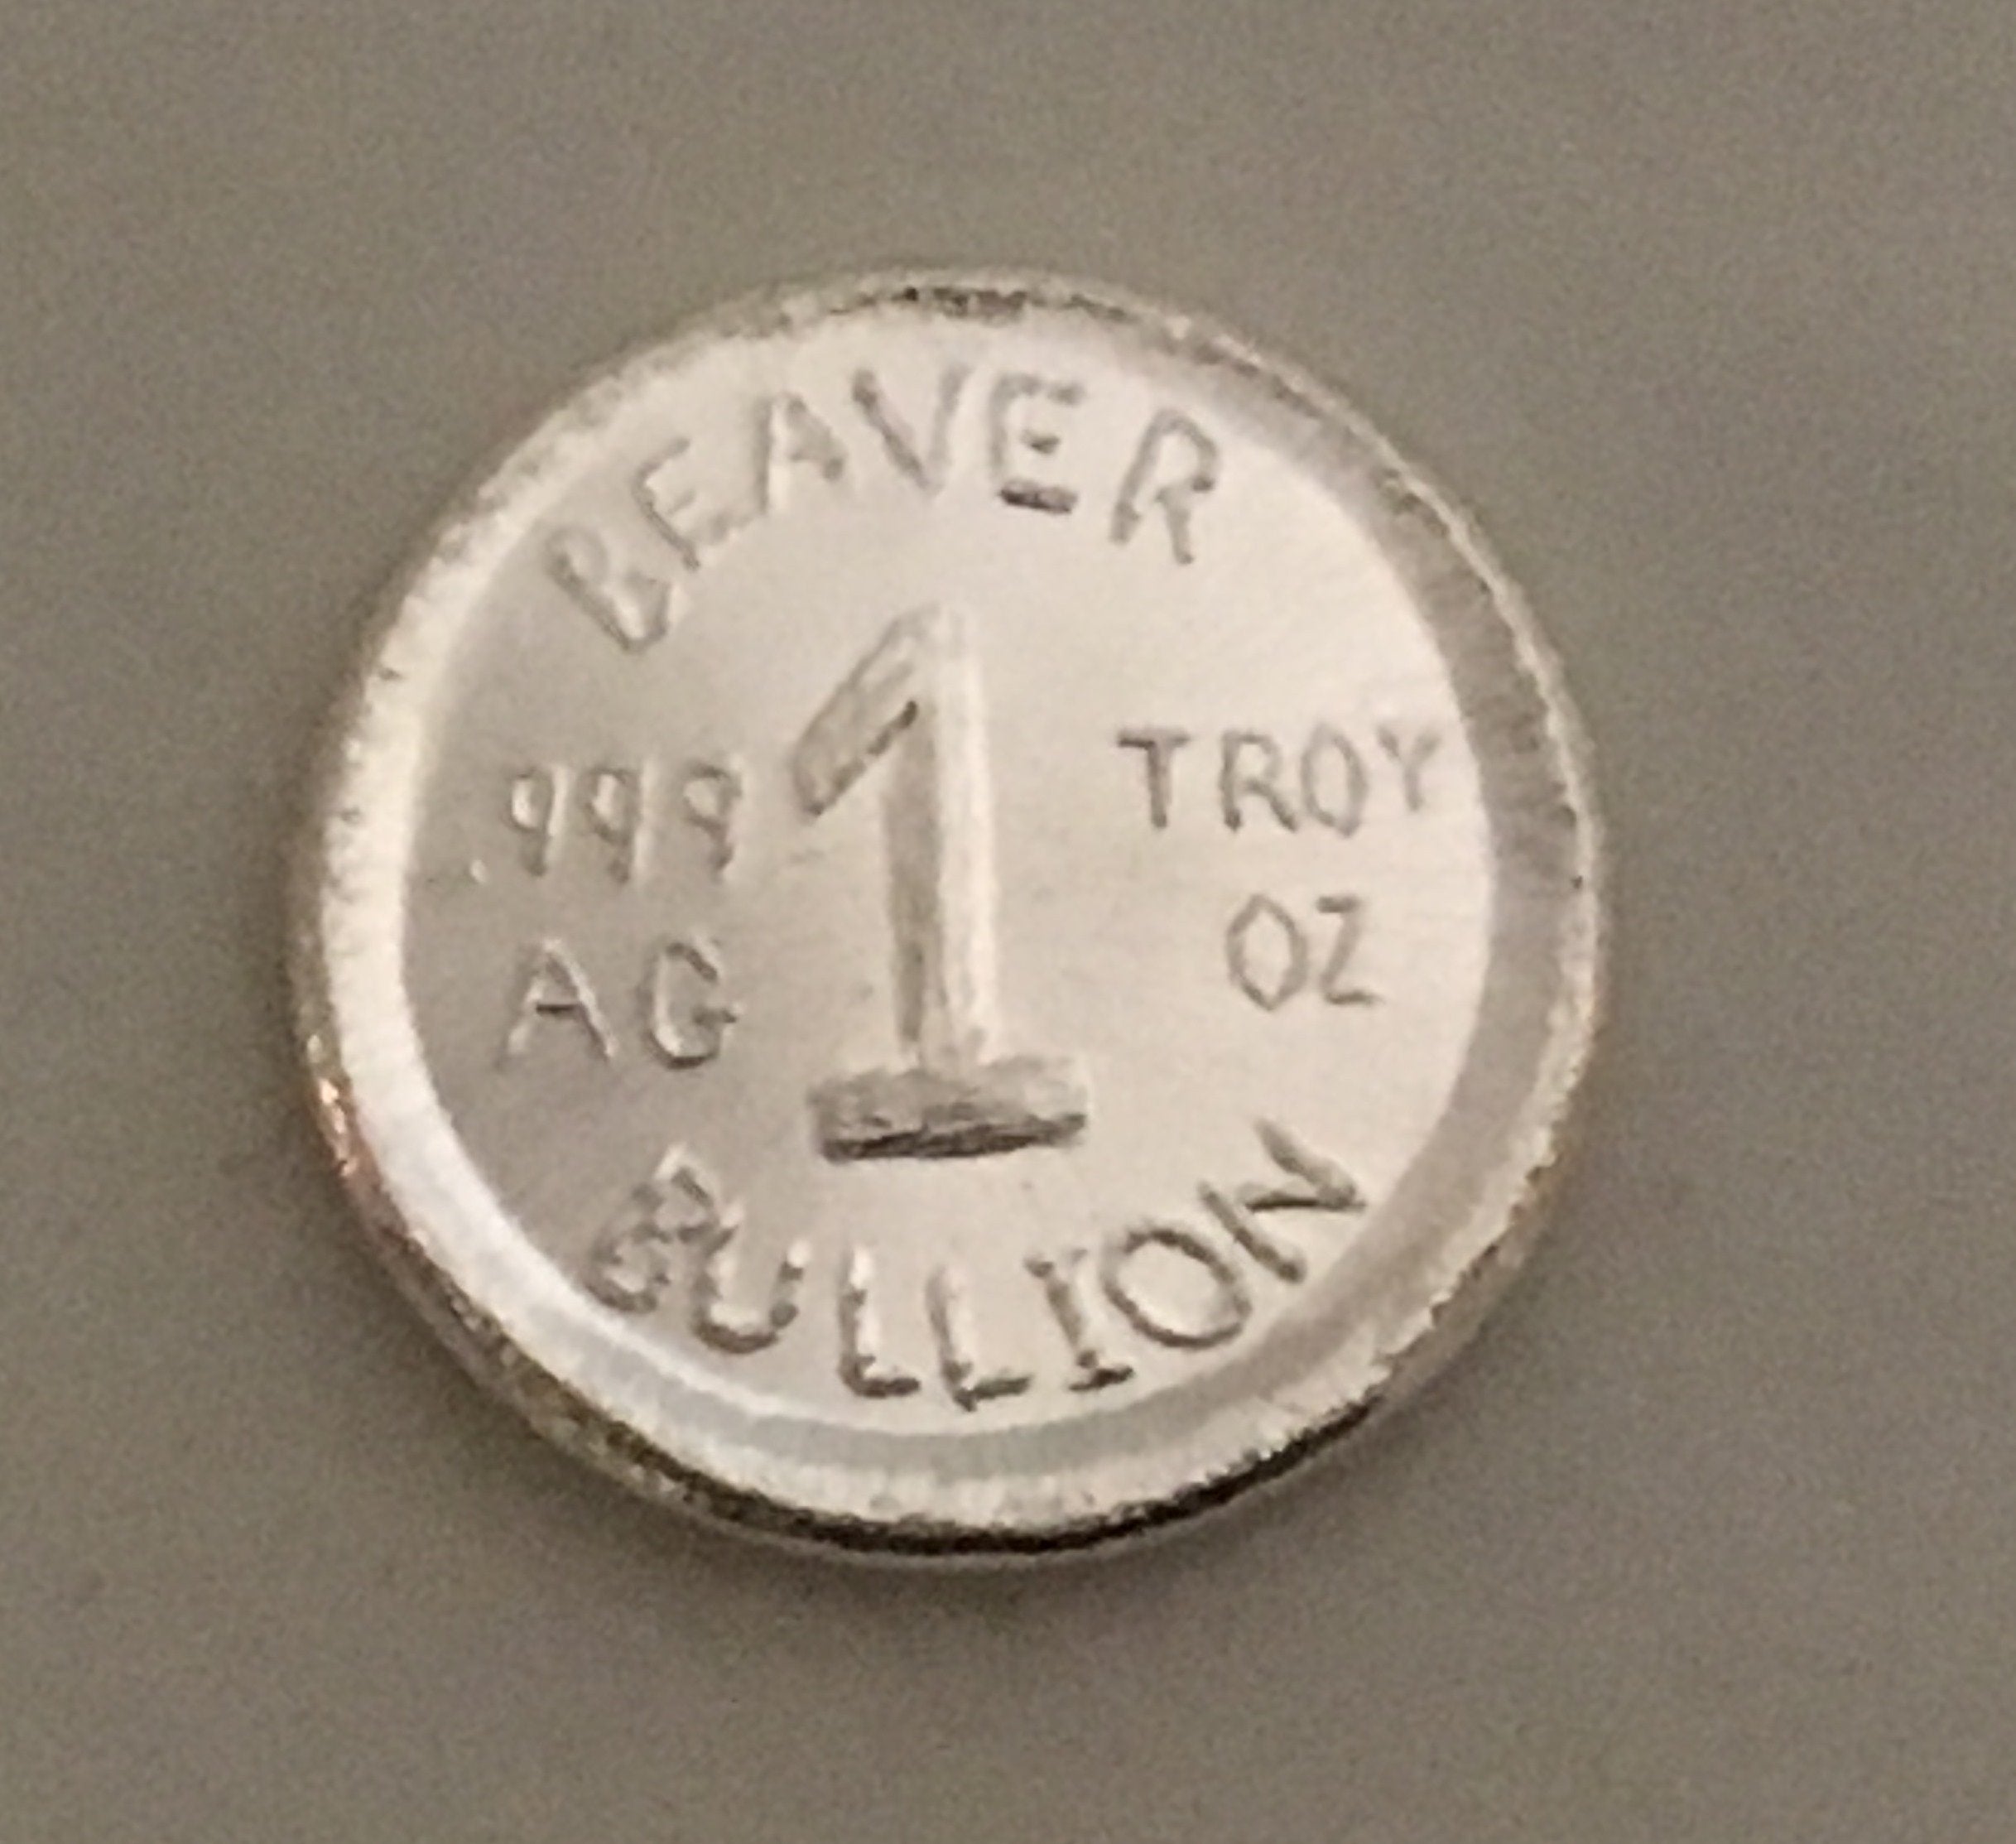 BEAVER
.999 1 TROY
AG OZ
BULLION